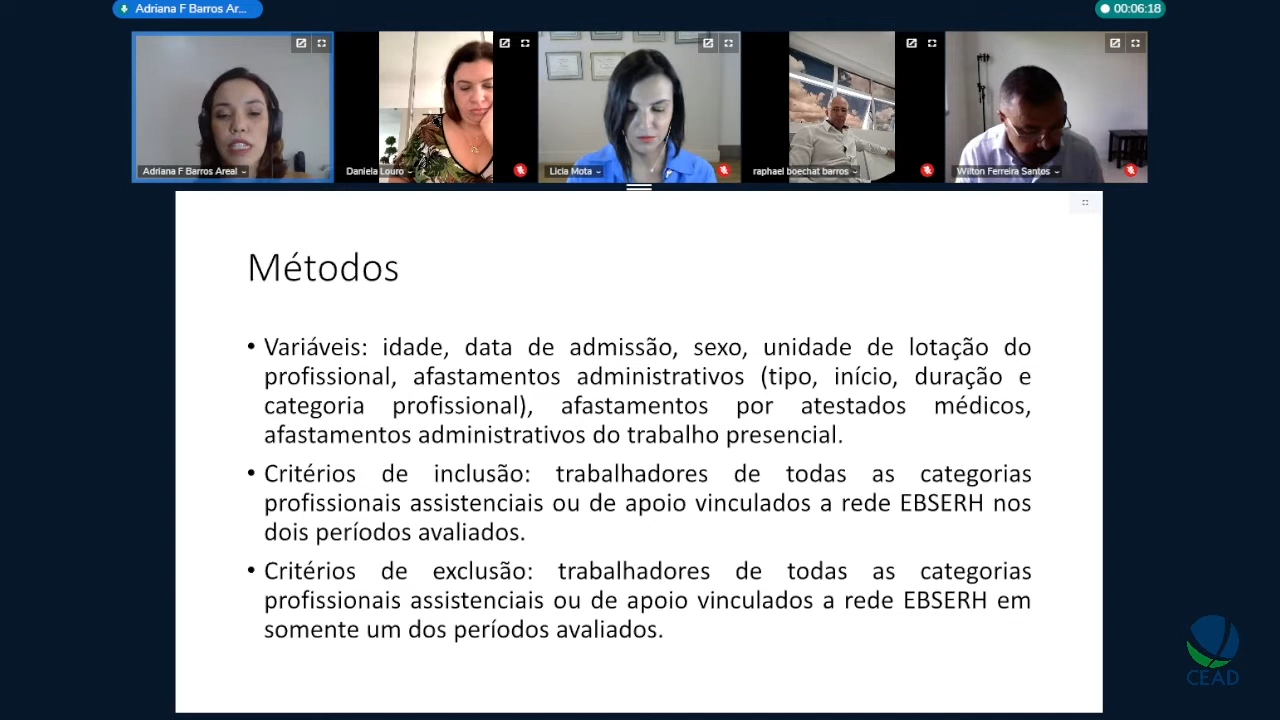 Adriana F Barros Ar...
00:06:18
Adriana F Barros Areal
Daniela Louro
Licia Mota
raphael boechat barros
Wilton Ferreira Santos
Métodos
• Variáveis: idade, data de admissão, sexo, unidade de lotação do
profissional, afastamentos administrativos (tipo, início, duração e
categoria profissional), afastamentos por atestados médicos,
afastamentos administrativos do trabalho presencial.
• Critérios de inclusão: trabalhadores de todas as categorias
profissionais assistenciais ou de apoio vinculados a rede EBSERH nos
dois períodos avaliados.
• Critérios de exclusão: trabalhadores de todas as categorias
profissionais assistenciais ou de apoio vinculados a rede EBSERH em
somente um dos períodos avaliados.
CEAD